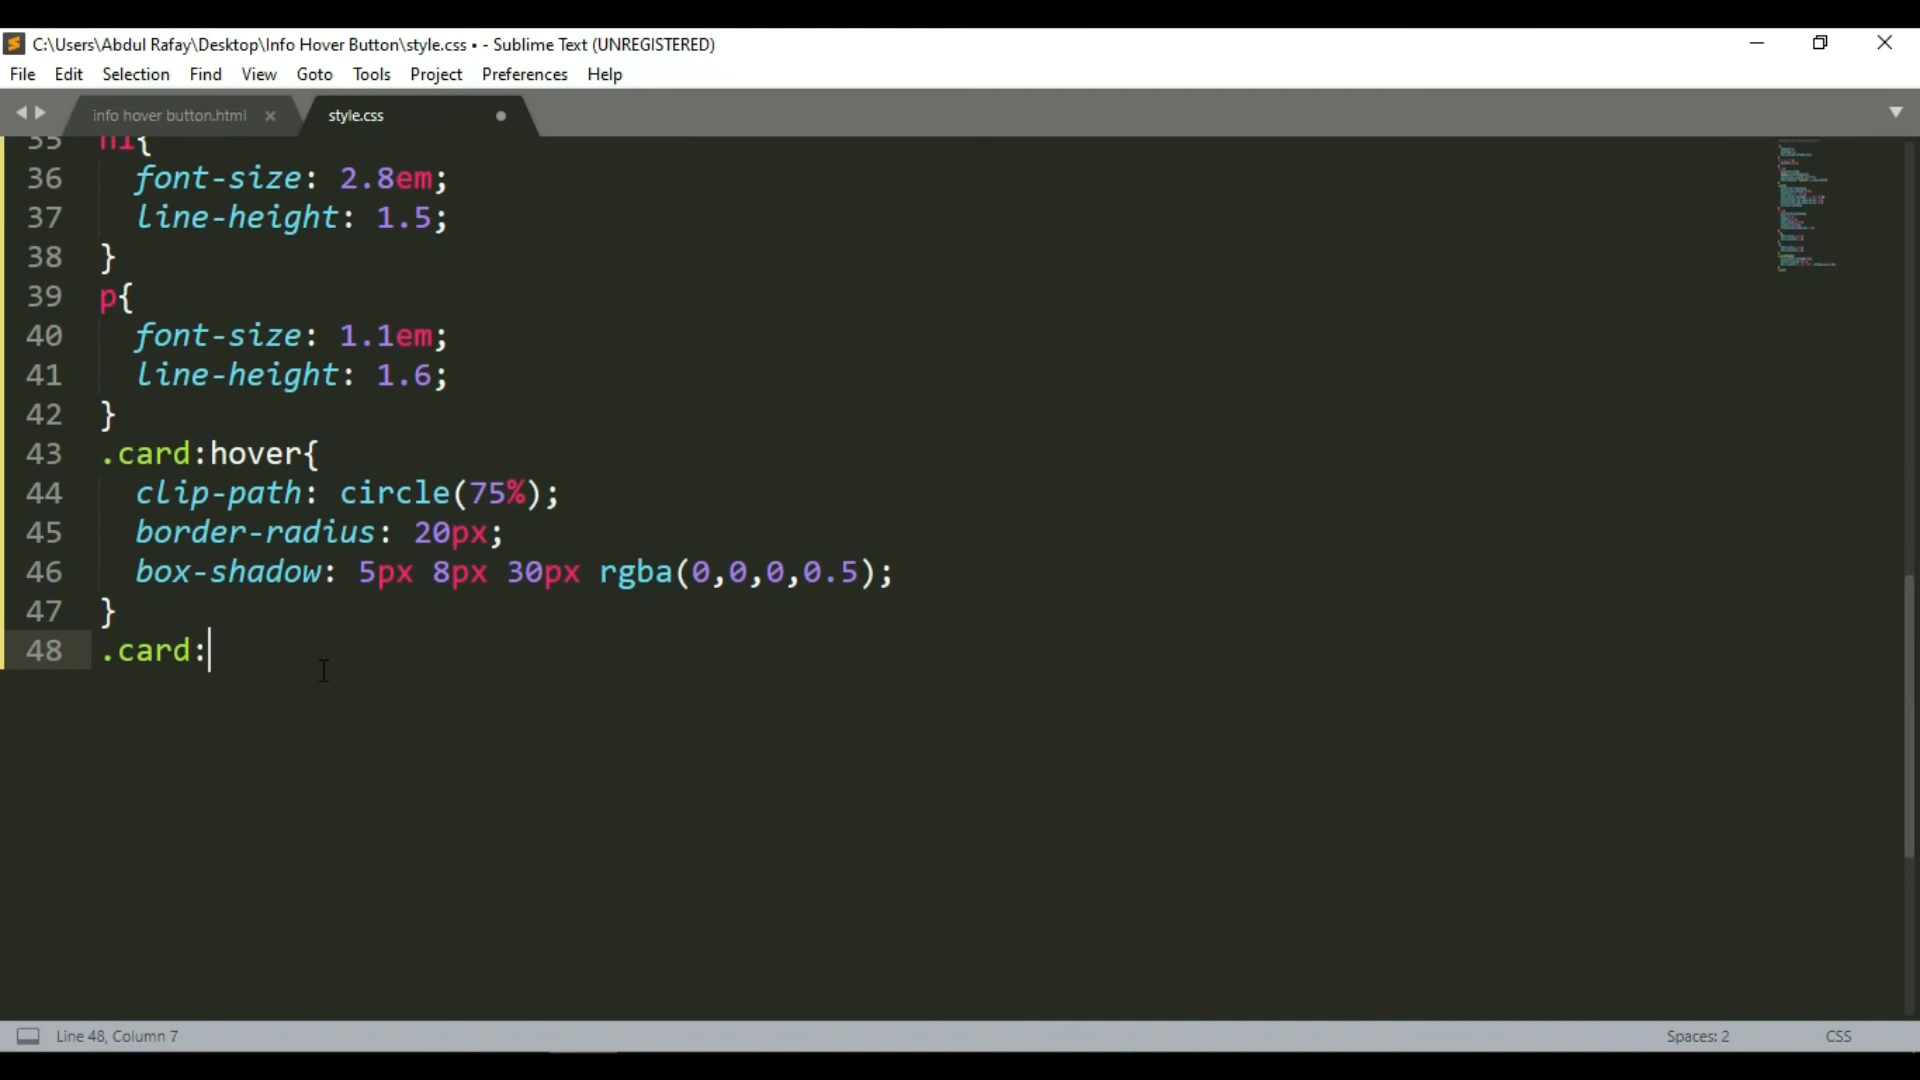 C:\Users\Abdul Rafay\Desktop\Info Hover Button\style.css • - Sublime Text (UNREGISTERED)
File Edit Selection Find View Goto Tools Project Preferences Help
info hover button.html style.css
35 h1{
36 font-size: 2.8em;
37 line-height: 1.5;
38 }
39 p{
40 font-size: 1.1em;
41 line-height: 1.6;
42 }
43 .card:hover{
44 clip-path: circle(75%);
45 border-radius: 20px;
46 box-shadow: 5px 8px 30px rgba(0,0,0,0.5);
47 }
48 .card:
Line 48, Column 7 Spaces: 2 CSS